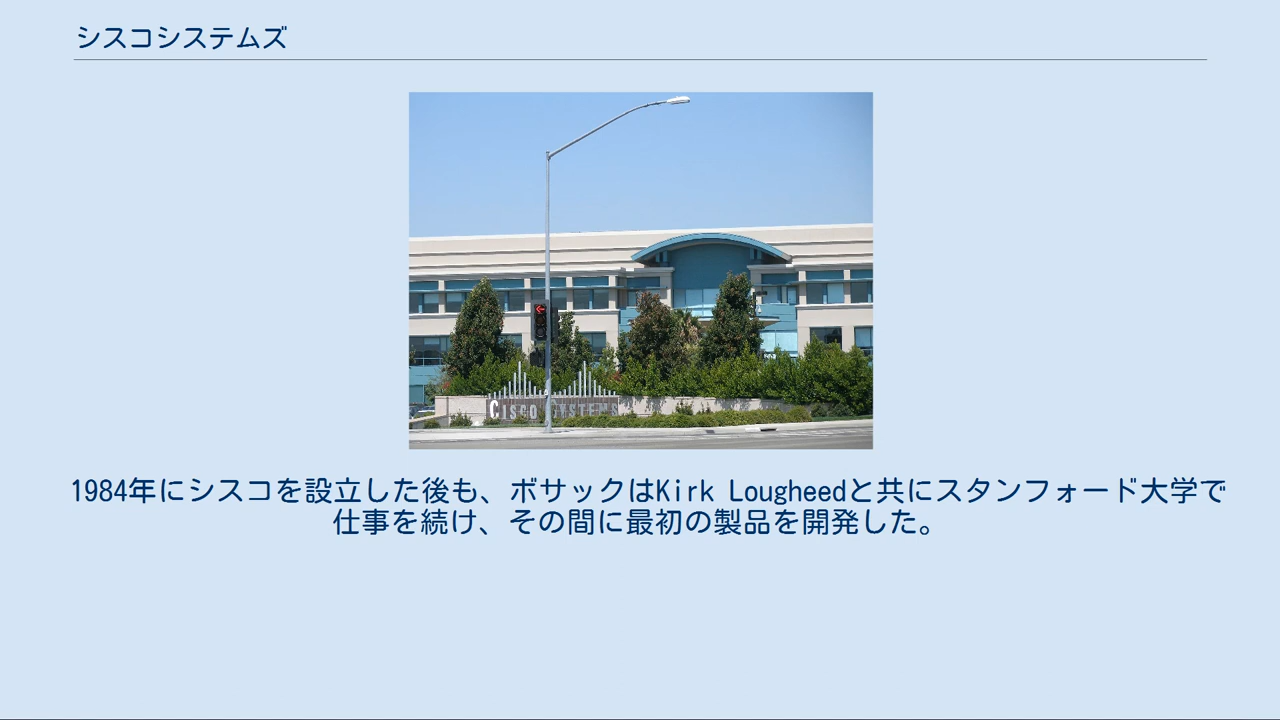 シスコシステムズ
CISCO SYSTEMS
1984年にシスコを設立した後も、ボサックはKirk Lougheedと共にスタンフォード大学で
仕事を続け、その間に最初の製品を開発した。